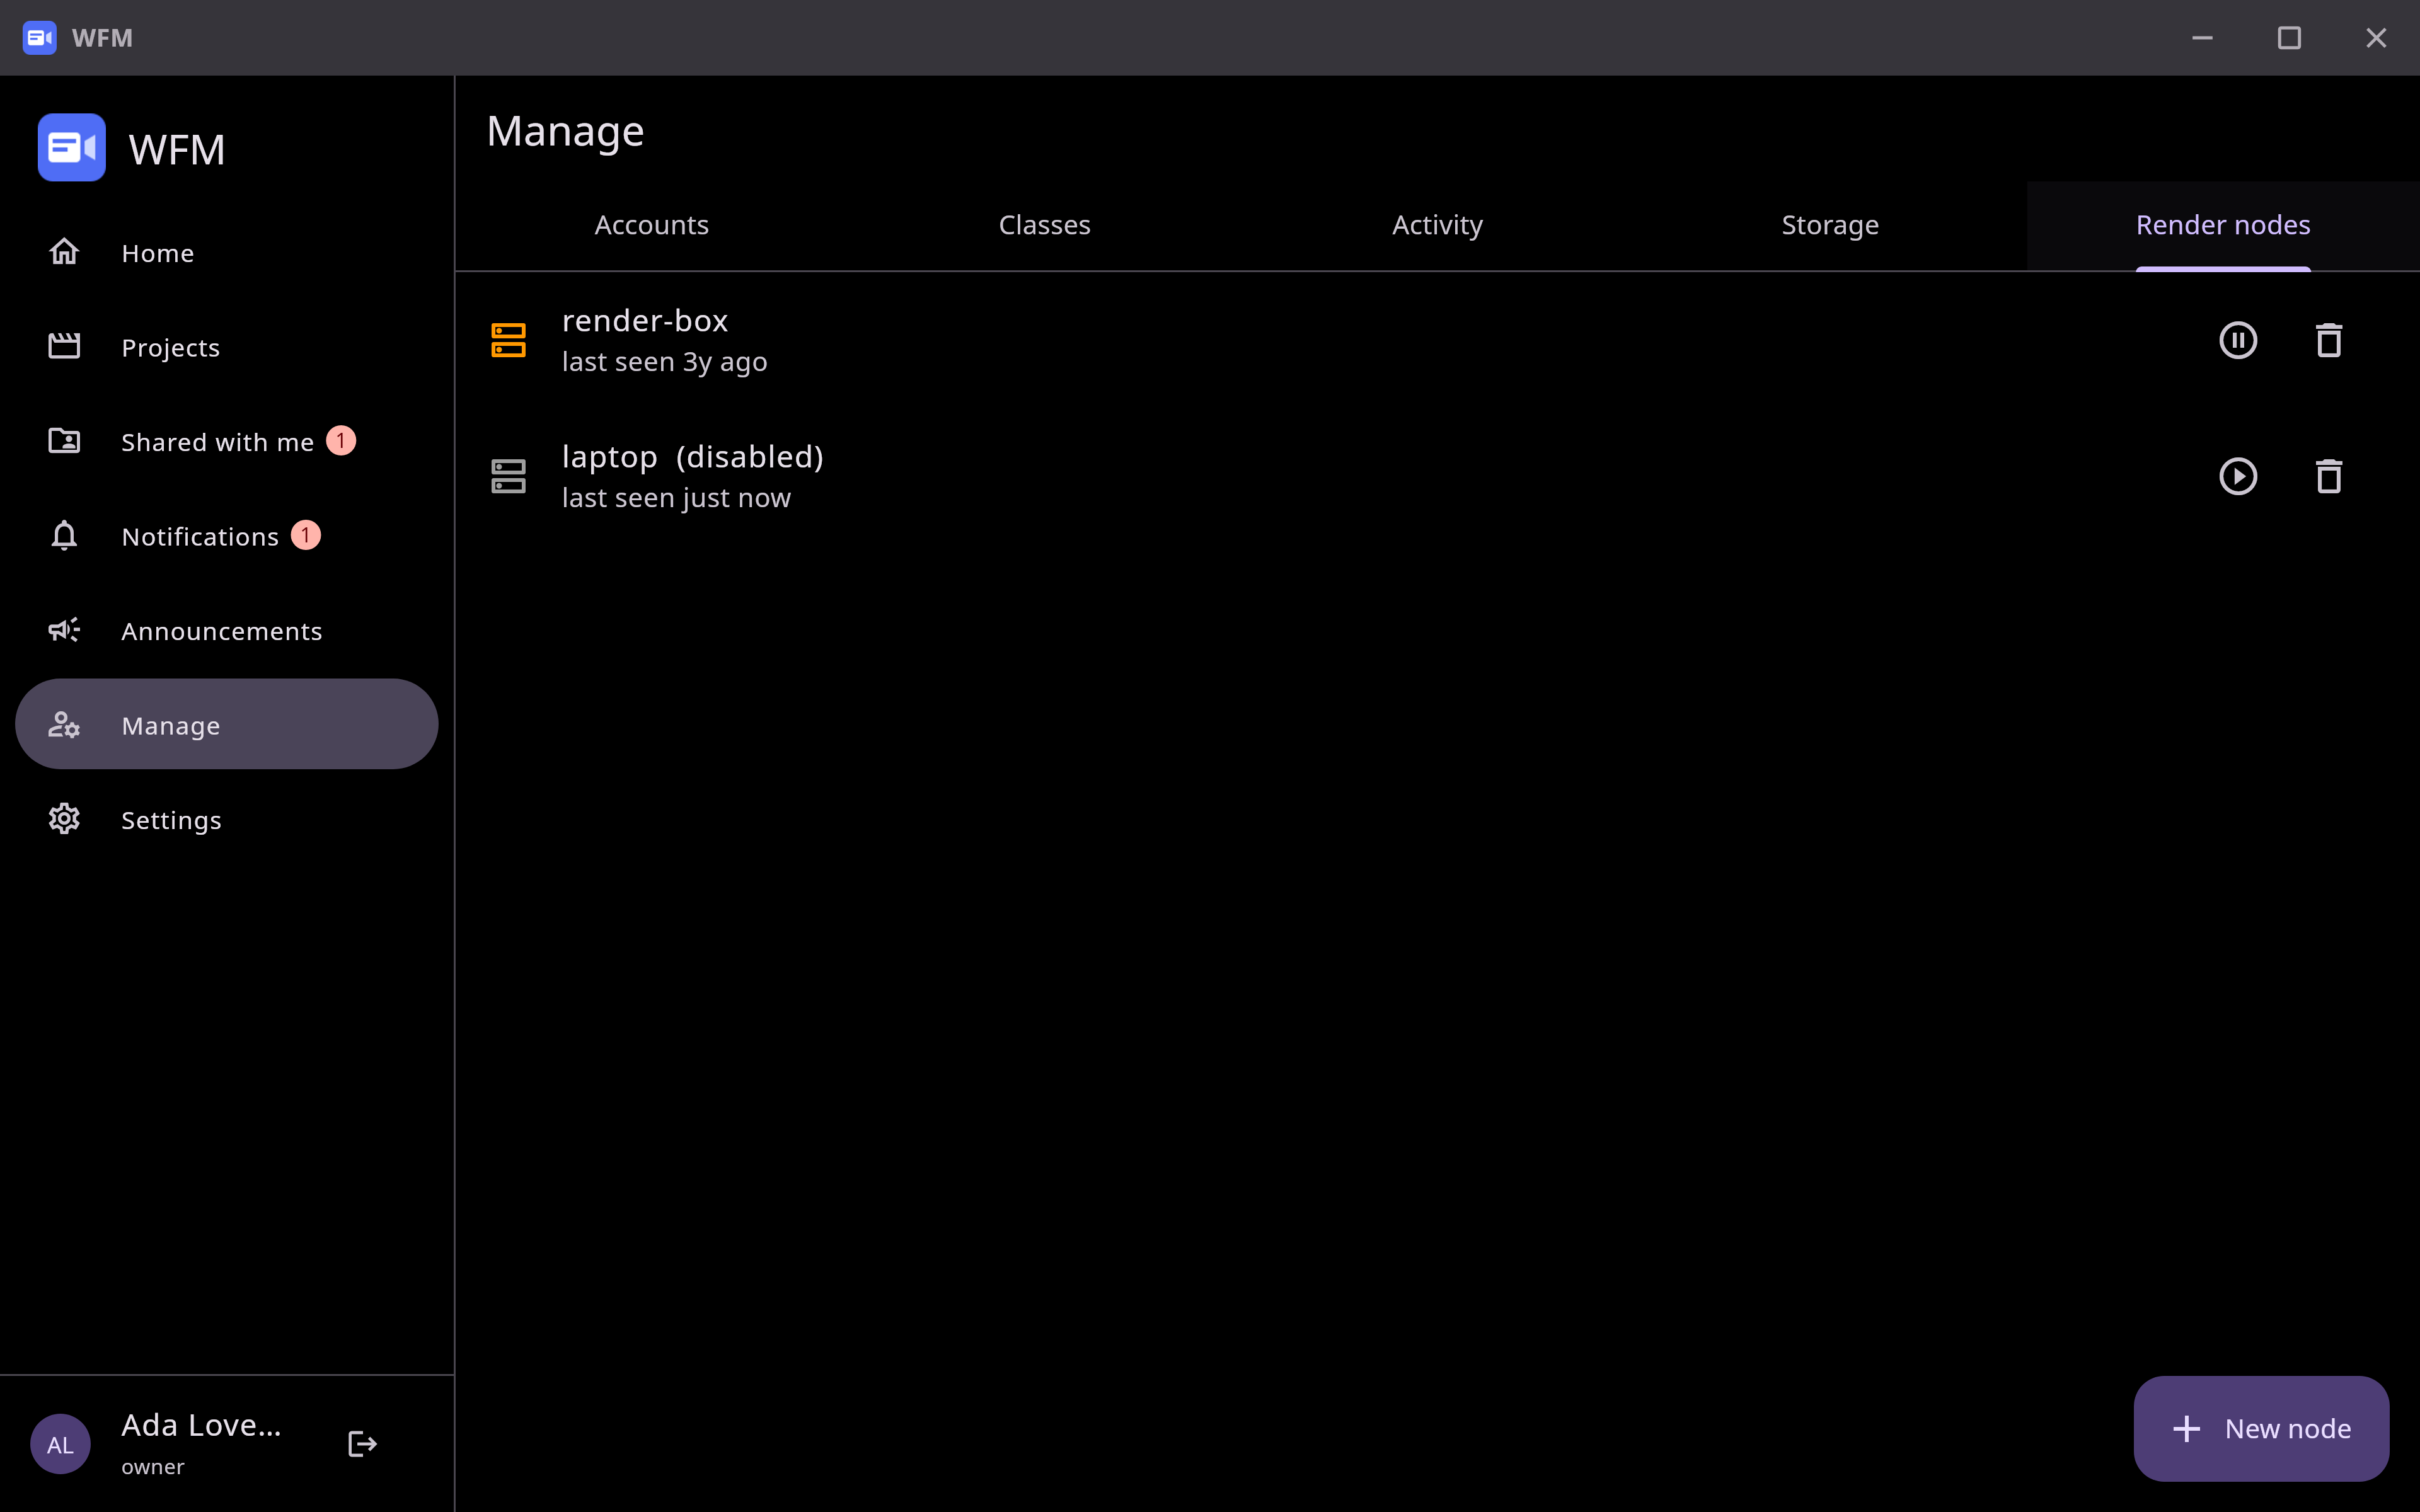 WFM
WFM
Home
Projects
Shared with me 1
Notifications 1
Announcements
Manage
Settings
AL
Ada Love...
owner
Manage
Accounts
Classes
Activity
Storage
Render nodes
render-box
last seen 3y ago
laptop (disabled)
last seen just now
New node